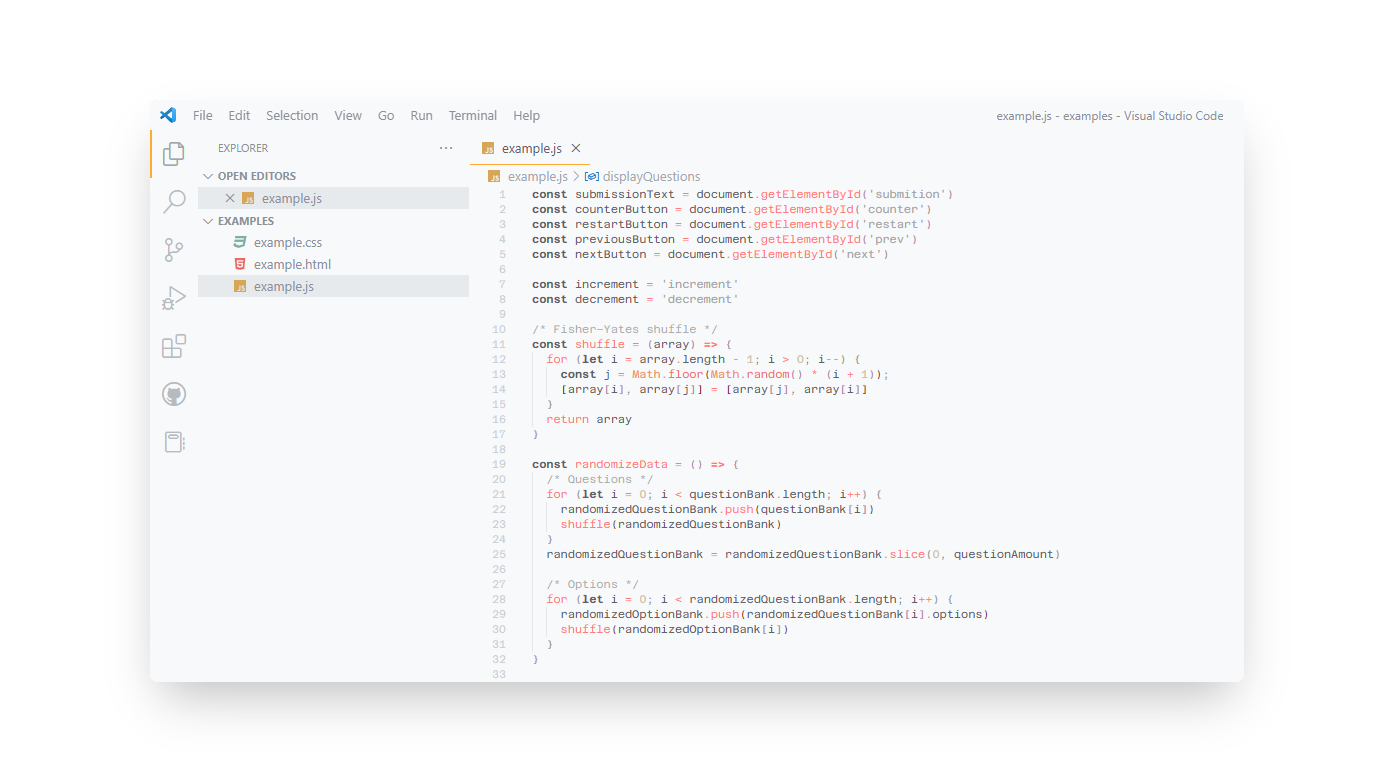 File Edit Selection View Go Run Terminal Help
example.js - examples - Visual Studio Code
EXPLORER ···
OPEN EDITORS
JS example.js
EXAMPLES
example.css
example.html
JS example.js
JS example.js
JS example.js > displayQuestions
1 const submissionText = document.getElementById('submition')
2 const counterButton = document.getElementById('counter')
3 const restartButton = document.getElementById('restart')
4 const previousButton = document.getElementById('prev')
5 const nextButton = document.getElementById('next')
6
7 const increment = 'increment'
8 const decrement = 'decrement'
9
10 /* Fisher-Yates shuffle */
11 const shuffle = (array) => {
12 for (let i = array.length - 1; i > 0; i--) {
13 const j = Math.floor(Math.random() * (i + 1));
14 [array[i], array[j]] = [array[j], array[i]]
15 }
16 return array
17 }
18
19 const randomizeData = () => {
20 /* Questions */
21 for (let i = 0; i < questionBank.length; i++) {
22 randomizedQuestionBank.push(questionBank[i])
23 shuffle(randomizedQuestionBank)
24 }
25 randomizedQuestionBank = randomizedQuestionBank.slice(0, questionAmount)
26
27 /* Options */
28 for (let i = 0; i < randomizedQuestionBank.length; i++) {
29 randomizedOptionBank.push(randomizedQuestionBank[i].options)
30 shuffle(randomizedOptionBank[i])
31 }
32 }
33